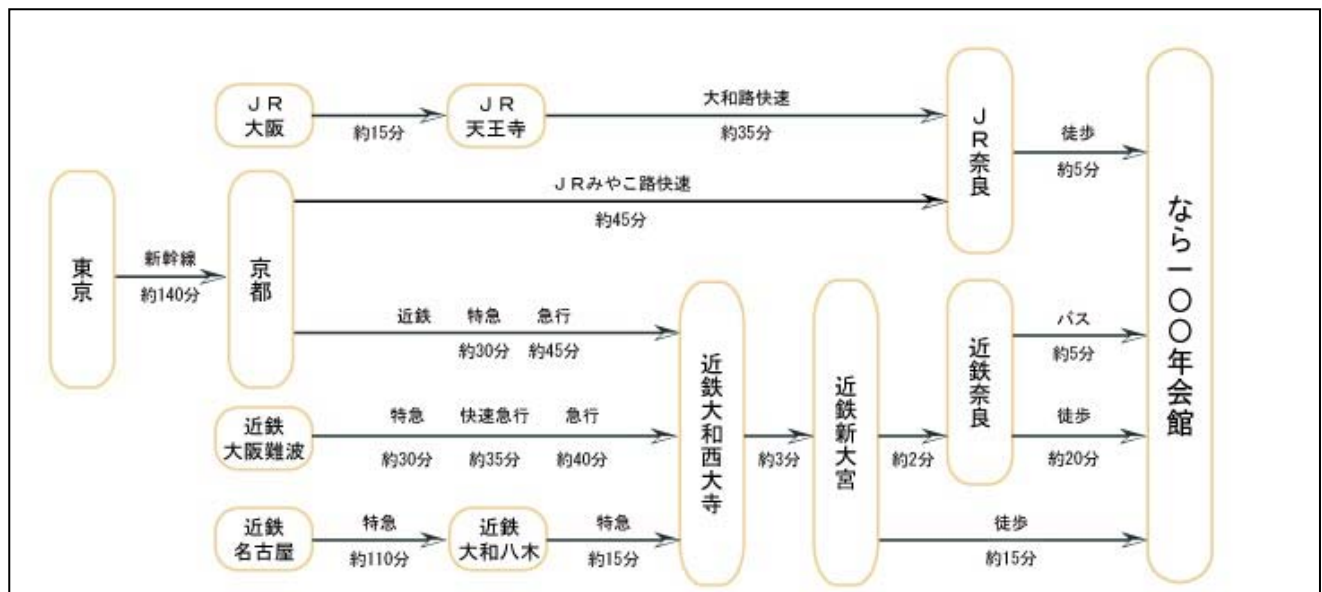 JR
大阪
約15分
JR
天王寺
大和路快速
約35分
JR奈良
徒歩
約5分
なら一〇〇年会館
東京
新幹線
約140分
京都
JRみやこ路快速
約45分
近鉄 特急 急行
約30分 約45分
近鉄大和西大寺
約3分
近鉄新大宮
約2分
近鉄奈良
バス
約5分
徒歩
約20分
近鉄
大阪難波
特急 快速急行 急行
約30分 約35分 約40分
近鉄
名古屋
特急
約110分
近鉄
大和八木
特急
約15分
徒歩
約15分